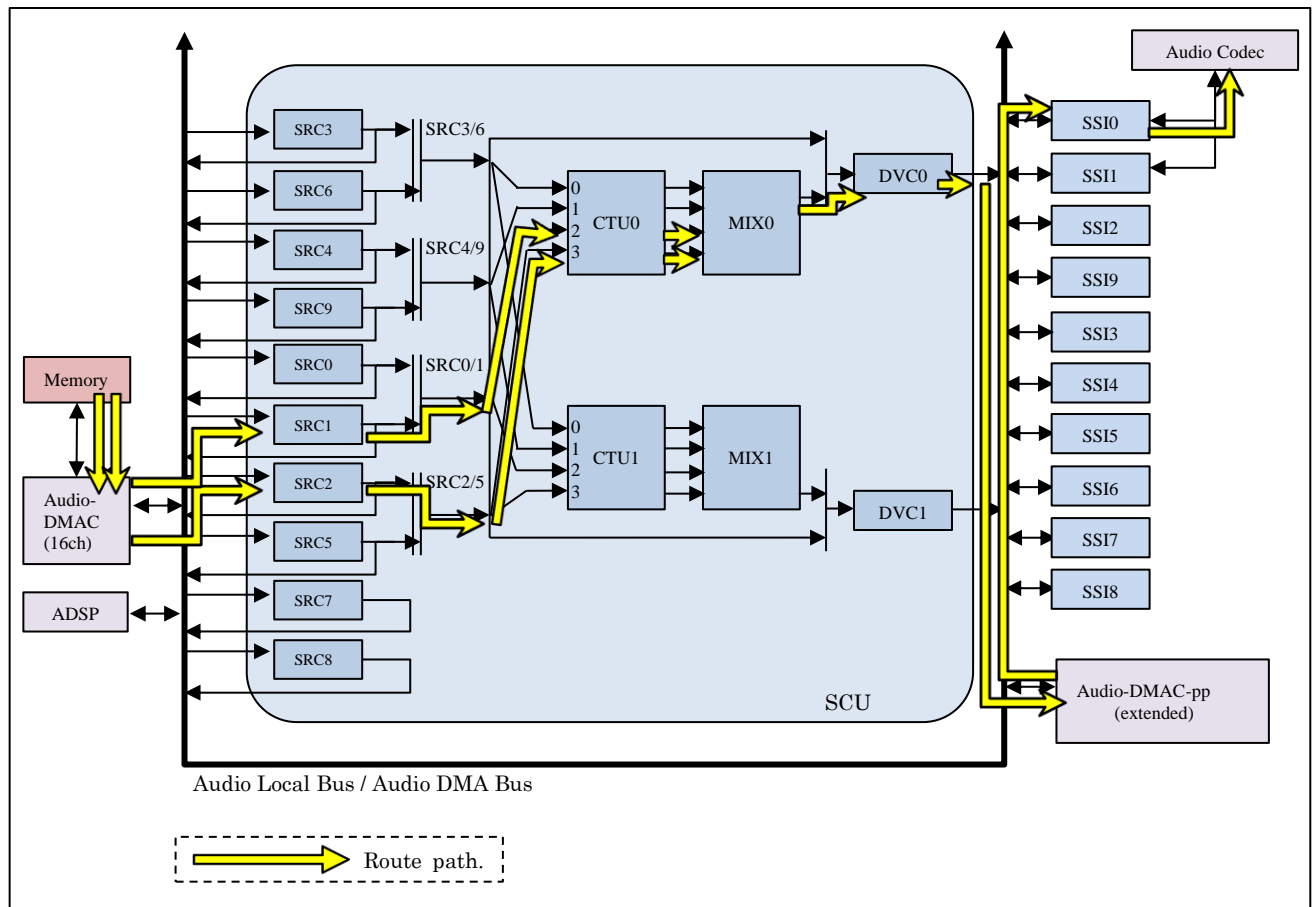 Audio Codec
SRC3
SRC3/6
SSI0
SRC6
DVC0
SSI1
0
1
2
3
CTU0
MIX0
SSI2
SRC4
SRC4/9
SSI9
SRC9
SSI3
SRC0
SRC0/1
Memory
SSI4
SRC1
0
1
2
3
CTU1
MIX1
SSI5
SRC2
SRC2/5
SSI6
Audio-
DMAC
(16ch)
DVC1
SRC5
SSI7
SSI8
ADSP
SRC7
SRC8
SCU
Audio-DMAC-pp
(extended)
Audio Local Bus / Audio DMA Bus
Route path.